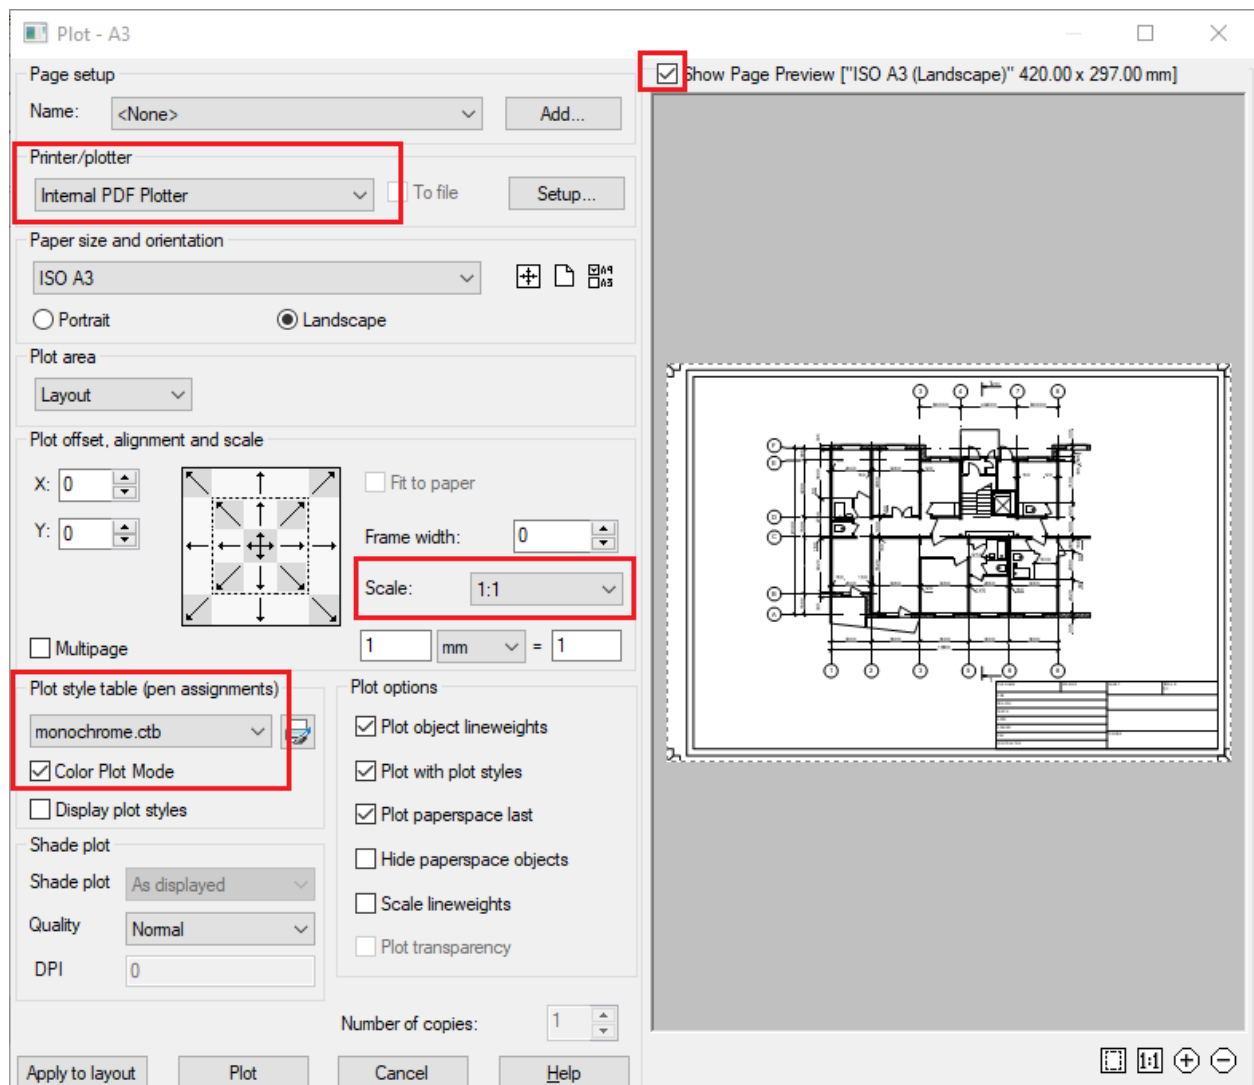 Plot - A3
Page setup
Name: <None> Add...
Printer/plotter
Internal PDF Plotter To file Setup...
Paper size and orientation
ISO A3
Portrait Landscape
Plot area
Layout
Plot offset, alignment and scale
X: 0
Y: 0
Fit to paper
Frame width: 0
Scale: 1:1
Multipage
1 mm = 1
Plot style table (pen assignments)
monochrome.ctb
Color Plot Mode
Display plot styles
Plot options
Plot object lineweights
Plot with plot styles
Plot paperspace last
Hide paperspace objects
Scale lineweights
Plot transparency
Shade plot
Shade plot As displayed
Quality Normal
DPI 0
Number of copies: 1
Apply to layout Plot Cancel Help
Show Page Preview ["ISO A3 (Landscape)" 420.00 x 297.00 mm]
1:1